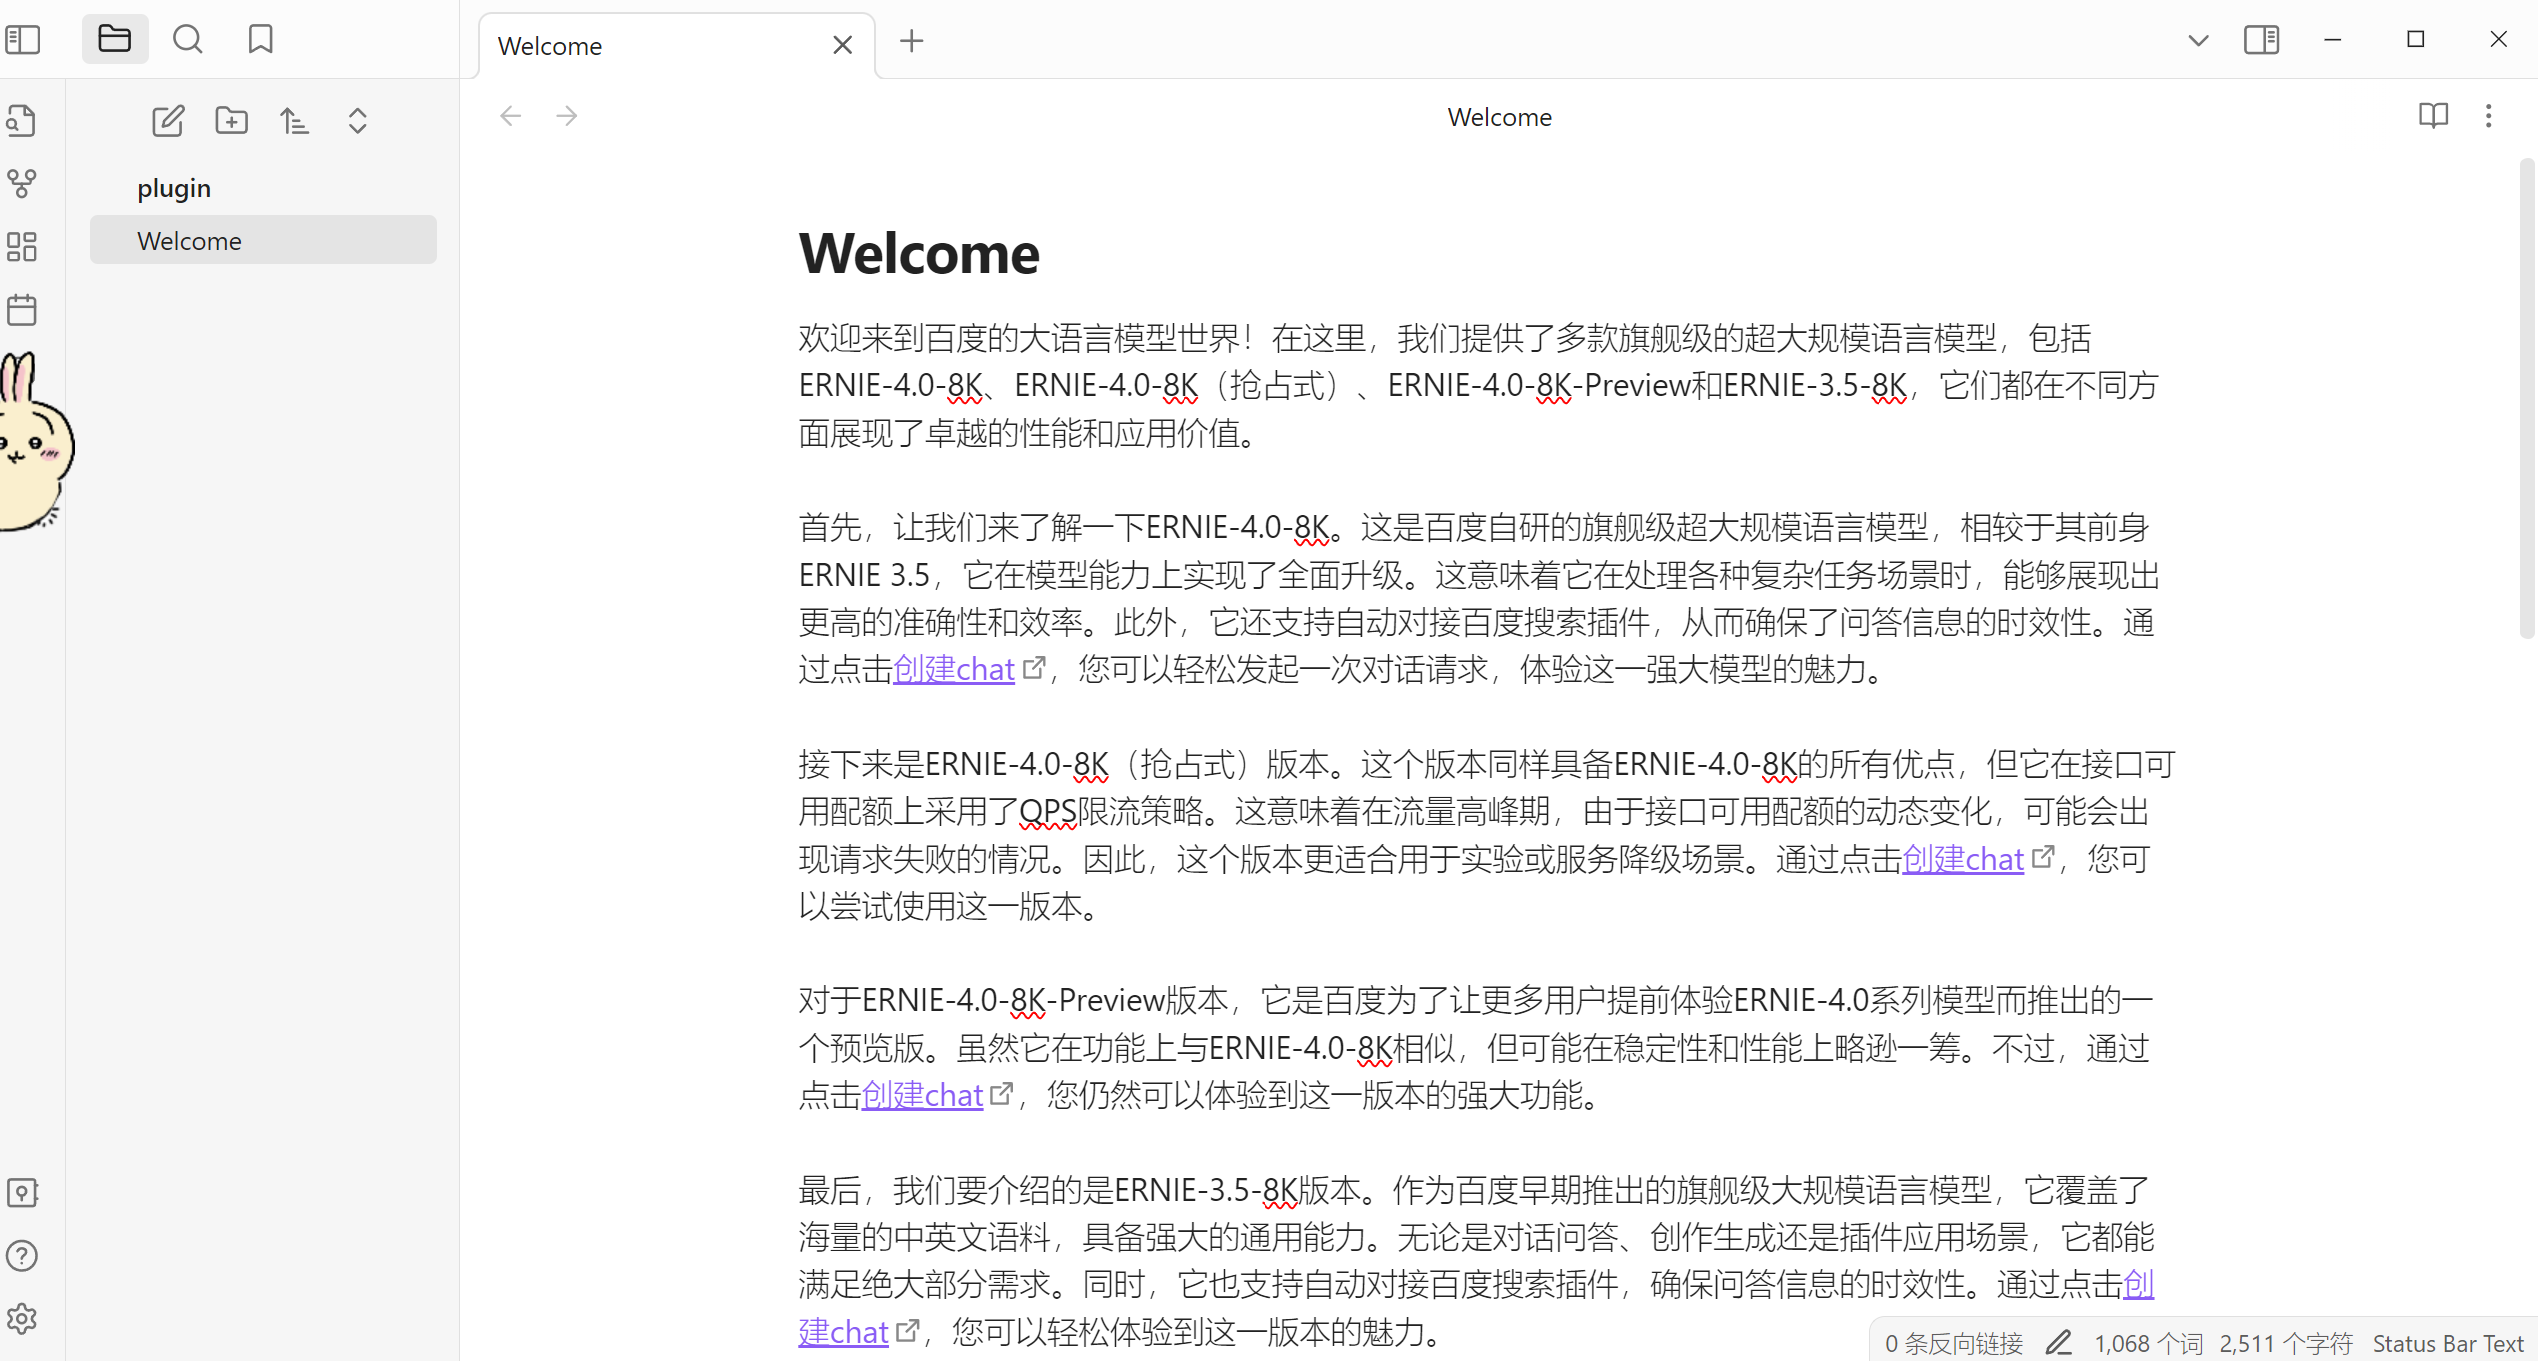 Welcome
Welcome
plugin
Welcome
Welcome
欢迎来到百度的大语言模型世界！在这里，我们提供了多款旗舰级的超大规模语言模型，包括
ERNIE-4.0-8K、ERNIE-4.0-8K（抢占式）、ERNIE-4.0-8K-Preview和ERNIE-3.5-8K，它们都在不同方
面展现了卓越的性能和应用价值。
首先，让我们来了解一下ERNIE-4.0-8K。这是百度自研的旗舰级超大规模语言模型，相较于其前身
ERNIE 3.5，它在模型能力上实现了全面升级。这意味着它在处理各种复杂任务场景时，能够展现出
更高的准确性和效率。此外，它还支持自动对接百度搜索插件，从而确保了问答信息的时效性。通
过点击创建chat，您可以轻松发起一次对话请求，体验这一强大模型的魅力。
接下来是ERNIE-4.0-8K（抢占式）版本。这个版本同样具备ERNIE-4.0-8K的所有优点，但它在接口可
用配额上采用了QPS限流策略。这意味着在流量高峰期，由于接口可用配额的动态变化，可能会出
现请求失败的情况。因此，这个版本更适合用于实验或服务降级场景。通过点击创建chat，您可
以尝试使用这一版本。
对于ERNIE-4.0-8K-Preview版本，它是百度为了让更多用户提前体验ERNIE-4.0系列模型而推出的一
个预览版。虽然它在功能上与ERNIE-4.0-8K相似，但可能在稳定性和性能上略逊一筹。不过，通过
点击创建chat，您仍然可以体验到这一版本的强大功能。
最后，我们要介绍的是ERNIE-3.5-8K版本。作为百度早期推出的旗舰级大规模语言模型，它覆盖了
海量的中英文语料，具备强大的通用能力。无论是对话问答、创作生成还是插件应用场景，它都能
满足绝大部分需求。同时，它也支持自动对接百度搜索插件，确保问答信息的时效性。通过点击创
建chat，您可以轻松体验到这一版本的魅力。
0 条反向链接 1,068 个词 2,511 个字符 Status Bar Text